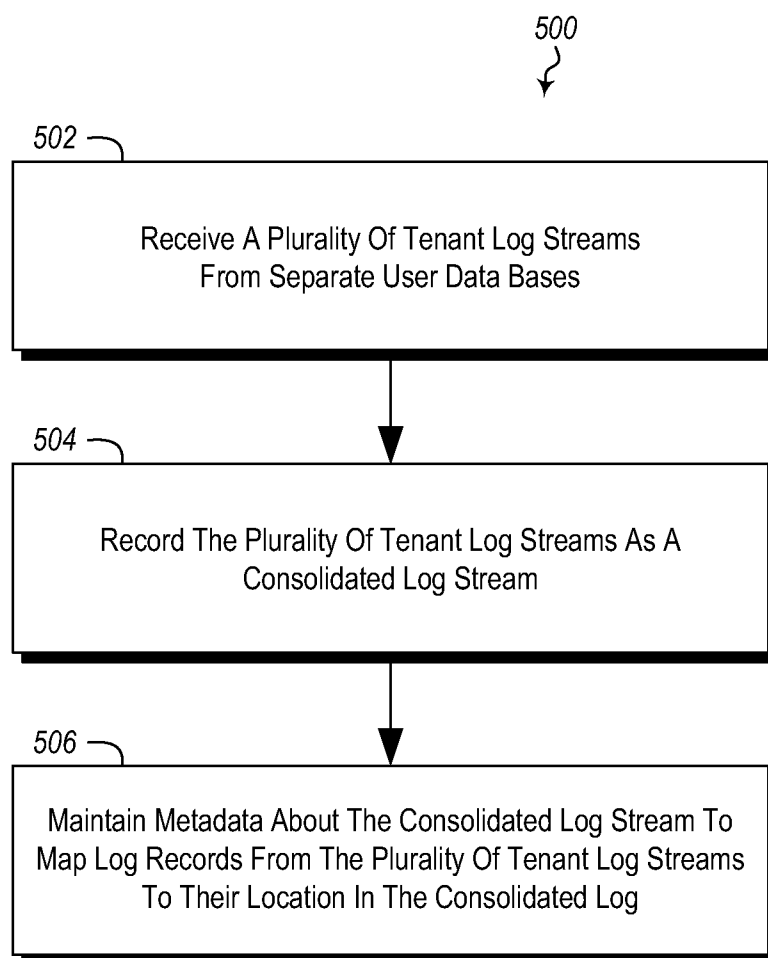 500
502
Receive A Plurality Of Tenant Log Streams
From Separate User Data Bases
504
Record The Plurality Of Tenant Log Streams As A
Consolidated Log Stream
506
Maintain Metadata About The Consolidated Log Stream To
Map Log Records From The Plurality Of Tenant Log Streams
To Their Location In The Consolidated Log